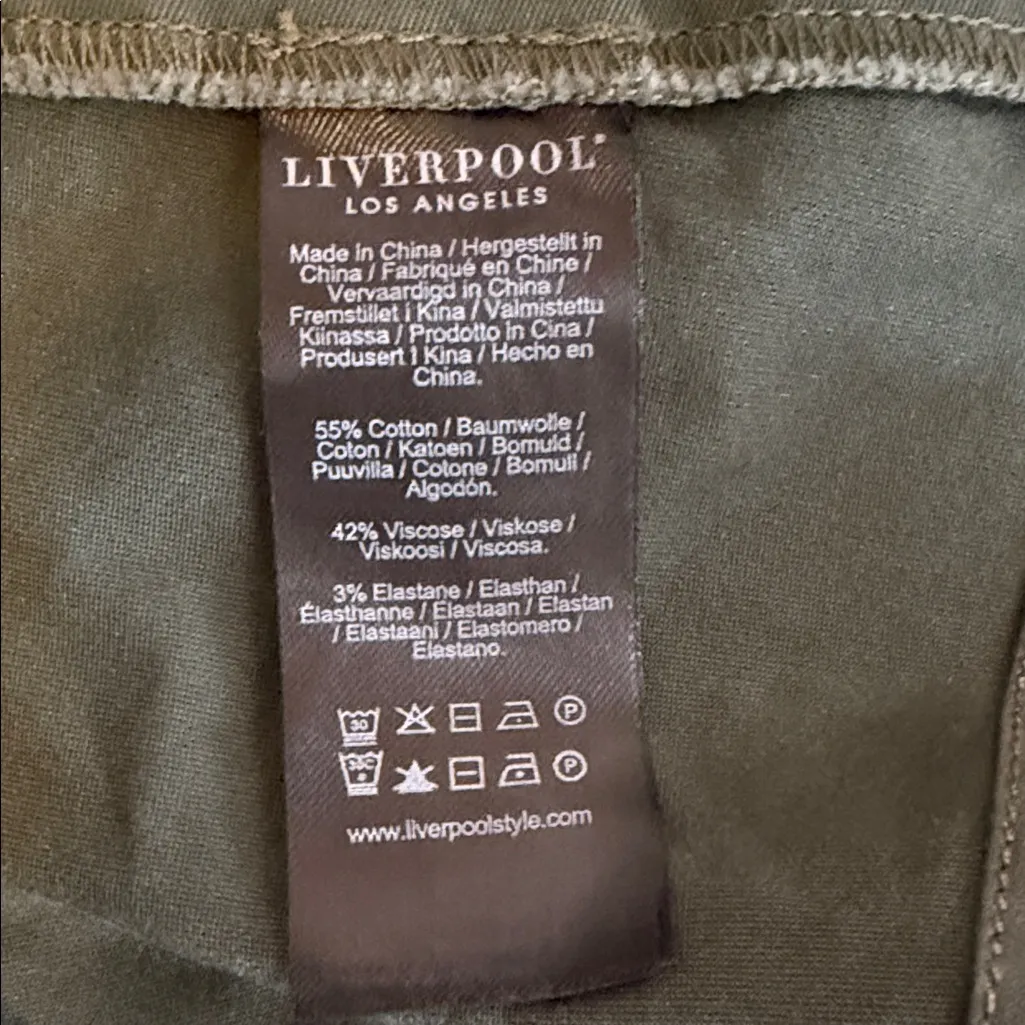 LIVERPOOL®
LOS ANGELES
Made in China / Hergestellt in
China / Fabriqué en Chine /
Vervaardigd in China /
Fremstillet i Kina / Valmistettu
Kiinassa / Prodotto in Cina /
Produsert i Kina / Hecho en
China.
55% Cotton / Baumwolle /
Coton / Katoen / Bomuld /
Puuvilla / Cotone / Bomull /
Algodón.
42% Viscose / Viskose /
Viskoosi / Viscosa.
3% Elastane / Elasthan /
Élasthanne / Elastaan / Elastan
/ Elastaani / Elastomero /
Elastano.
30 P
30C P
www.liverpoolstyle.com